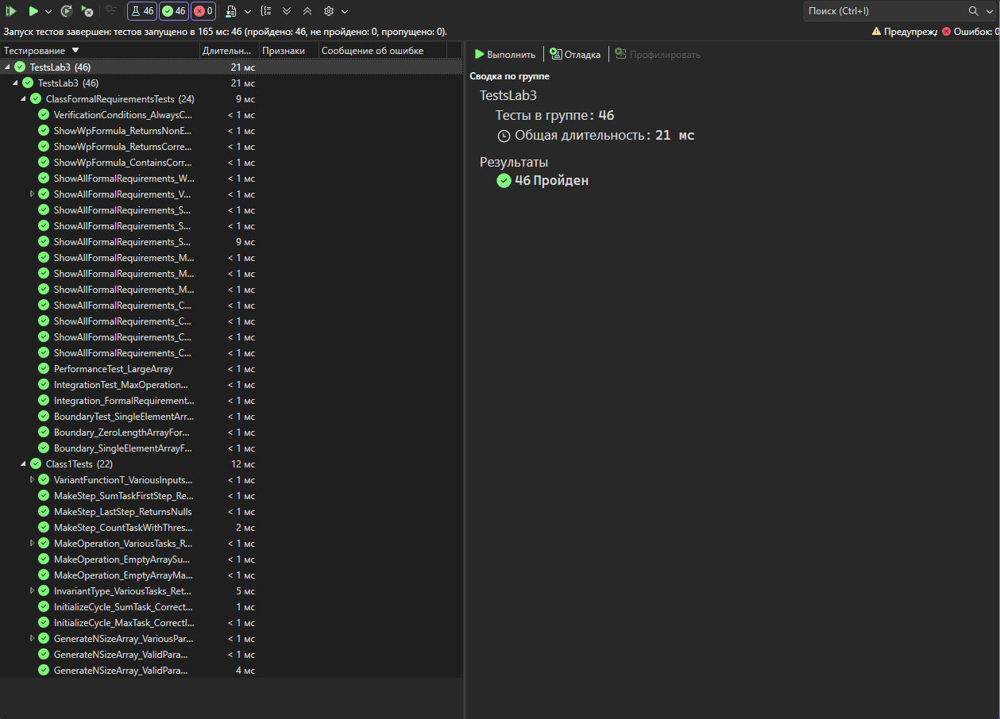 46 46 0 Поиск (Ctrl+I)
Запуск тестов завершен: тестов запущено в 165 мс: 46 (пройдено: 46, не пройдено: 0, пропущено: 0). Предупрежд Ошибок: 0
Тестирование Длительн... Признаки Сообщение об ошибке
TestsLab3 (46) 21 мс
TestsLab3 (46) 21 мс
ClassFormalRequirementsTests (24) 9 мс
VerificationConditions_AlwaysC... < 1 мс
ShowWpFormula_ReturnsNonE... < 1 мс
ShowWpFormula_ReturnsCorre... < 1 мс
ShowWpFormula_ContainsCorr... < 1 мс
ShowAllFormalRequirements_W... < 1 мс
ShowAllFormalRequirements_V... < 1 мс
ShowAllFormalRequirements_S... < 1 мс
ShowAllFormalRequirements_S... < 1 мс
ShowAllFormalRequirements_S... 9 мс
ShowAllFormalRequirements_M... < 1 мс
ShowAllFormalRequirements_M... < 1 мс
ShowAllFormalRequirements_M... < 1 мс
ShowAllFormalRequirements_C... < 1 мс
ShowAllFormalRequirements_C... < 1 мс
ShowAllFormalRequirements_C... < 1 мс
ShowAllFormalRequirements_C... < 1 мс
PerformanceTest_LargeArray < 1 мс
IntegrationTest_MaxOperation... < 1 мс
Integration_FormalRequirement... < 1 мс
BoundaryTest_SingleElementArr... < 1 мс
Boundary_ZeroLengthArrayFor... < 1 мс
Boundary_SingleElementArrayF... < 1 мс
Class1Tests (22) 12 мс
VariantFunctionT_VariousInputs... < 1 мс
MakeStep_SumTaskFirstStep_Re... < 1 мс
MakeStep_LastStep_ReturnsNulls < 1 мс
MakeStep_CountTaskWithThres... 2 мс
MakeOperation_VariousTasks_R... < 1 мс
MakeOperation_EmptyArraySu... < 1 мс
MakeOperation_EmptyArrayMa... < 1 мс
InvariantType_VariousTasks_Ret... 5 мс
InitializeCycle_SumTask_Correct... 1 мс
InitializeCycle_MaxTask_CorrectI... < 1 мс
GenerateNSizeArray_VariousPar... < 1 мс
GenerateNSizeArray_ValidPara... < 1 мс
GenerateNSizeArray_ValidPara... 4 мс
Выполнить Отладка Профилировать
Сводка по группе
TestsLab3
Тесты в группе: 46
Общая длительность: 21 мс
Результаты
46 Пройден